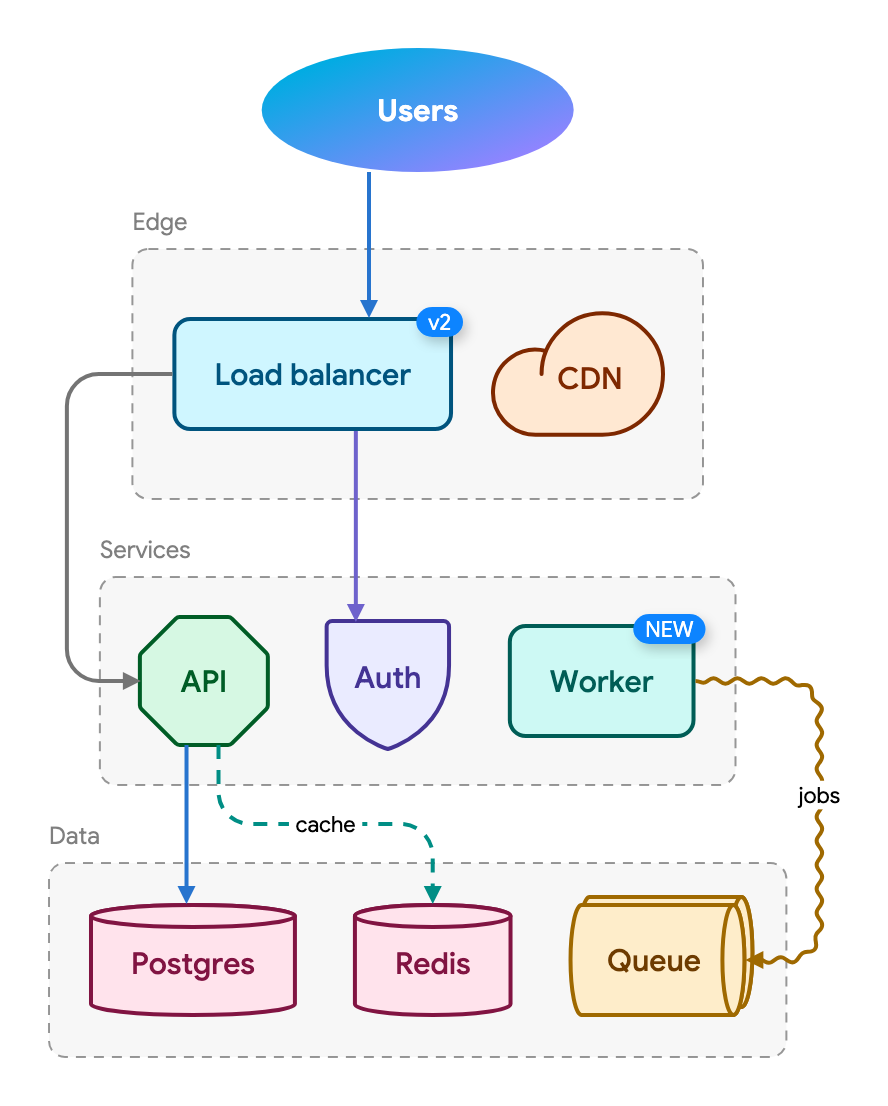 Users
Edge
v2
Load balancer
CDN
Services
NEW
API
Auth
Worker
jobs
cache
Data
Postgres
Redis
Queue